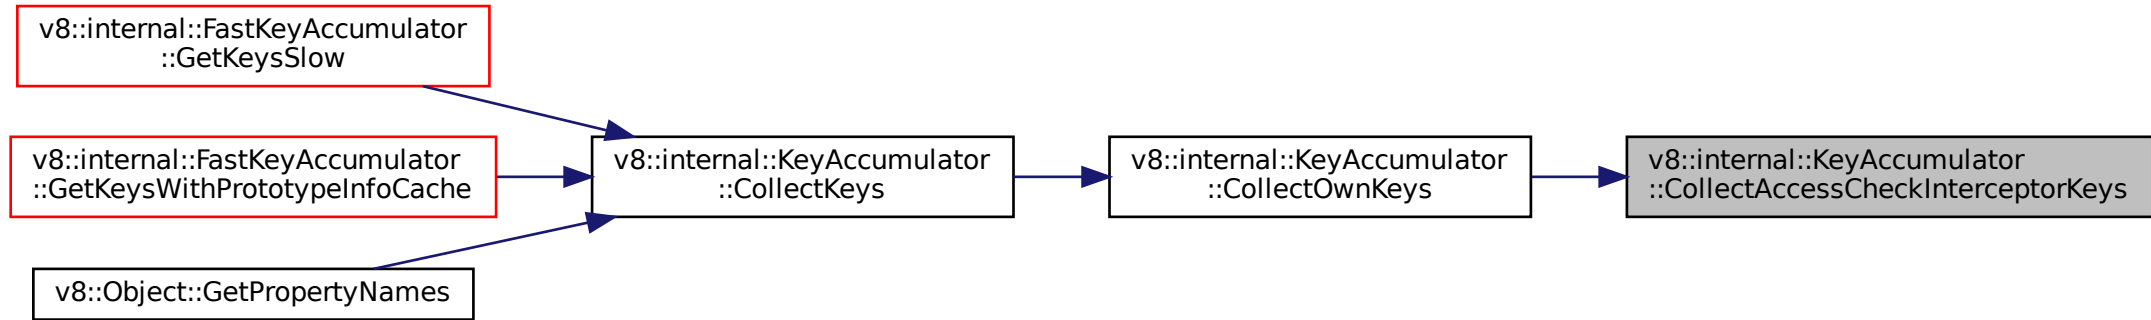 v8::internal::FastKeyAccumulator
::GetKeysSlow
v8::internal::FastKeyAccumulator
::GetKeysWithPrototypeInfoCache
v8::Object::GetPropertyNames
v8::internal::KeyAccumulator
::CollectKeys
v8::internal::KeyAccumulator
::CollectOwnKeys
v8::internal::KeyAccumulator
::CollectAccessCheckInterceptorKeys